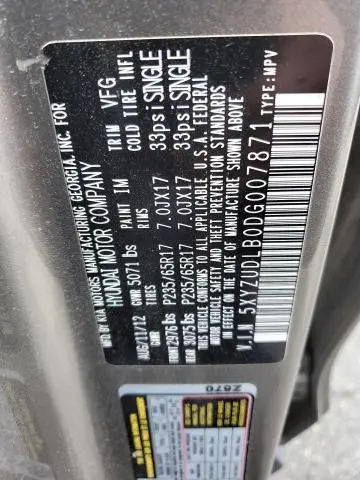 MFD BY KIA MOTORS MANUFACTURING GEORGIA, INC. FOR
HYUNDAI MOTOR COMPANY
AUG/11/12 PAINT IM TRIM VFG
GVWR 5071 lbs
GAWR TIRES RIMS COLD TIRE INFL
FRONT 2976 lbs P235/65R17 7.0JX17 33psi SINGLE
REAR 3075 lbs P235/65R17 7.0JX17 33psi SINGLE
THIS VEHICLE CONFORMS TO ALL APPLICABLE U.S.A. FEDERAL
MOTOR VEHICLE SAFETY AND THEFT PREVENTION STANDARDS
IN EFFECT ON THE DATE OF MANUFACTURE SHOWN ABOVE.
V.I.N 5XYZUDLB0DG007871 TYPE:MPV
Z670